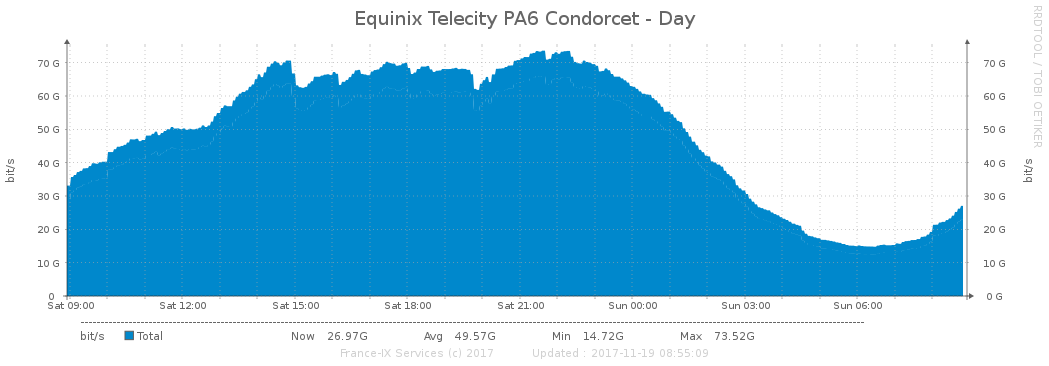 Equinix Telecity PA6 Condorcet - Day
RRDTOOL / TOBI OETIKER
bit/s
70 G
60 G
50 G
40 G
30 G
20 G
10 G
0
70 G
60 G
50 G
40 G
30 G
20 G
10 G
0 G
bit/s
Sat 09:00 Sat 12:00 Sat 15:00 Sat 18:00 Sat 21:00 Sun 00:00 Sun 03:00 Sun 06:00
bit/s Total Now 26.97G Avg 49.57G Min 14.72G Max 73.52G
France-IX Services (c) 2017 Updated : 2017-11-19 08:55:09